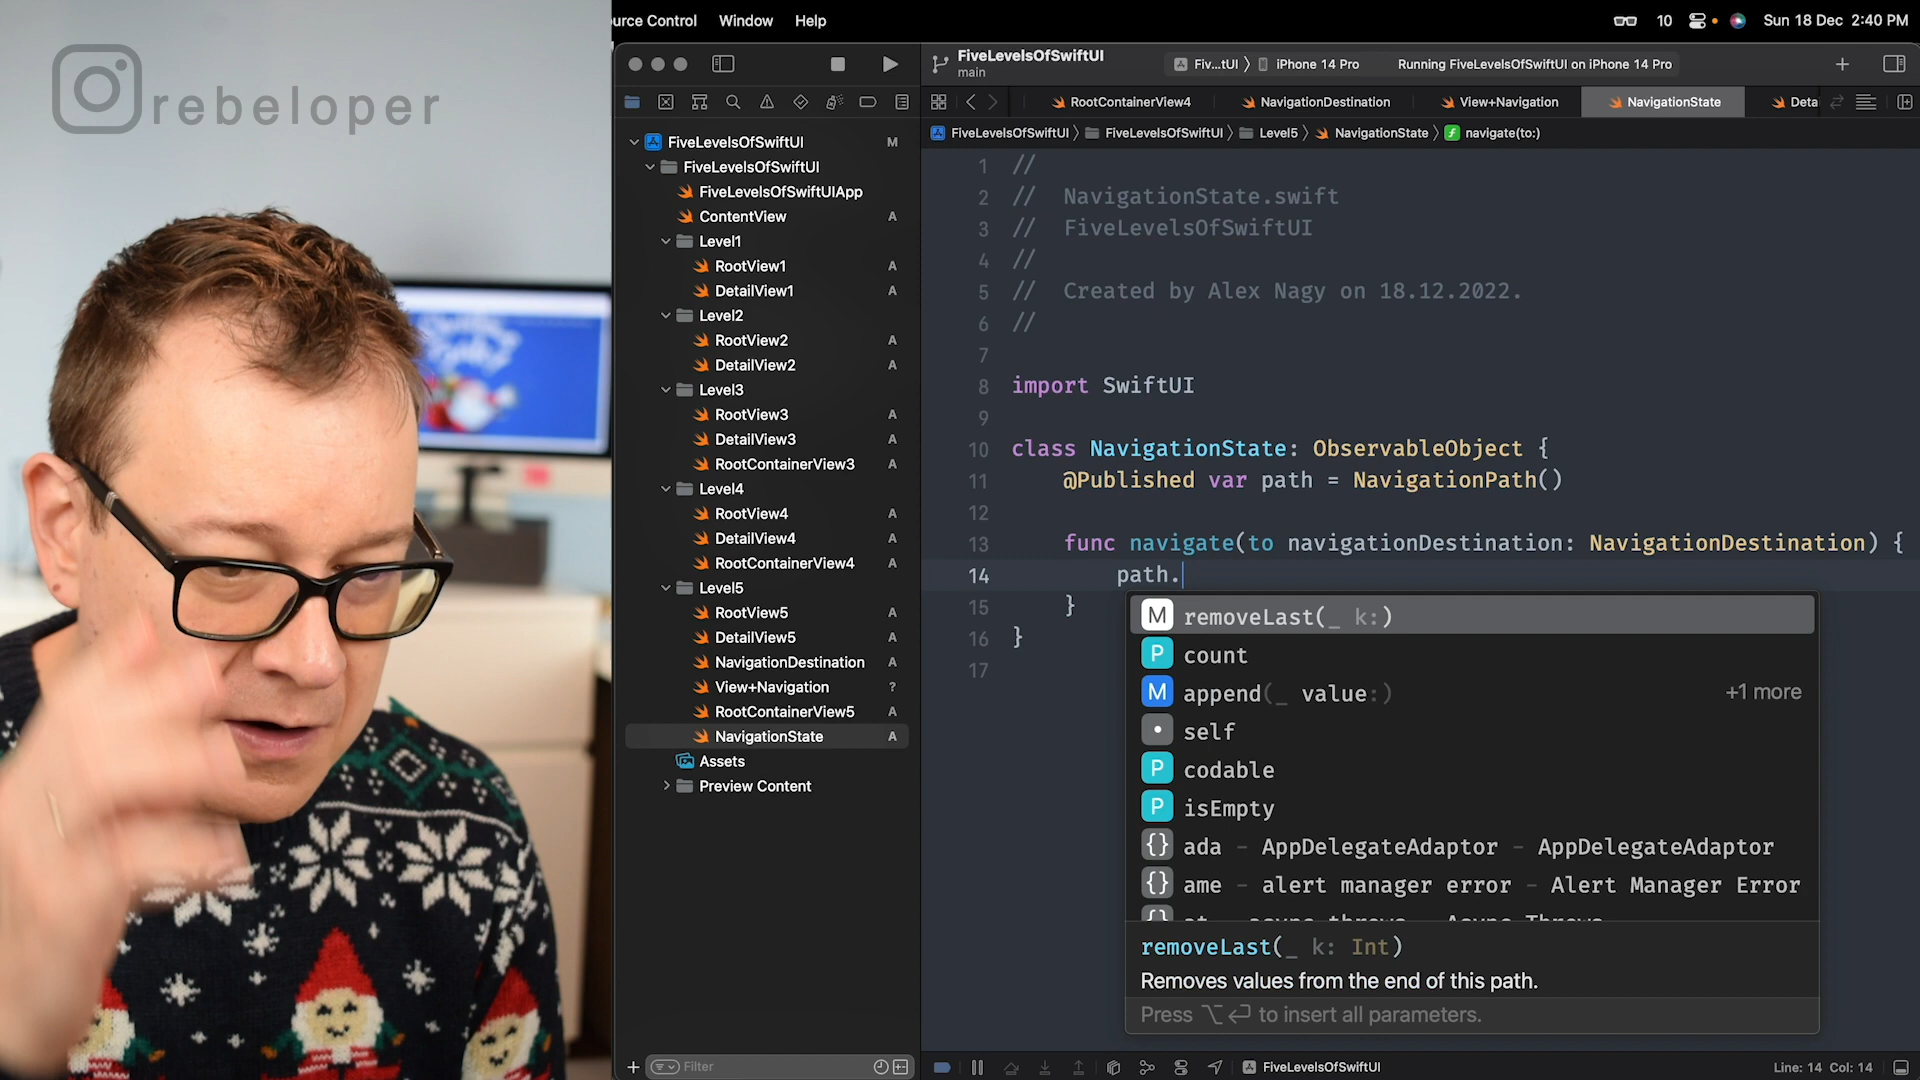 urce Control Window Help
10 Sun 18 Dec 2:40 PM
rebeloper
FiveLevelsOfSwiftUI
main
Fiv...tUI iPhone 14 Pro Running FiveLevelsOfSwiftUI on iPhone 14 Pro
RootContainerView4 NavigationDestination View+Navigation NavigationState Deta
FiveLevelsOfSwiftUI FiveLevelsOfSwiftUI Level5 NavigationState navigate(to:)
FiveLevelsOfSwiftUI M
FiveLevelsOfSwiftUI
FiveLevelsOfSwiftUIApp
ContentView A
Level1
RootView1 A
DetailView1 A
Level2
RootView2 A
DetailView2 A
Level3
RootView3 A
DetailView3 A
RootContainerView3 A
Level4
RootView4 A
DetailView4 A
RootContainerView4 A
Level5
RootView5 A
DetailView5 A
NavigationDestination A
View+Navigation ?
RootContainerView5 A
NavigationState A
Assets
Preview Content
Filter
1 //
2 // NavigationState.swift
3 // FiveLevelsOfSwiftUI
4 //
5 // Created by Alex Nagy on 18.12.2022.
6 //
7
8 import SwiftUI
9
10 class NavigationState: ObservableObject {
11 @Published var path = NavigationPath()
12
13 func navigate(to navigationDestination: NavigationDestination) {
14 path.
15 }
16 }
17
M removeLast(_ k:)
P count
M append(_ value:) +1 more
self
P codable
P isEmpty
{} ada - AppDelegateAdaptor - AppDelegateAdaptor
{} ame - alert manager error - Alert Manager Error
removeLast(_ k: Int)
Removes values from the end of this path.
Press ⌥↩ to insert all parameters.
FiveLevelsOfSwiftUI Line: 14 Col: 14